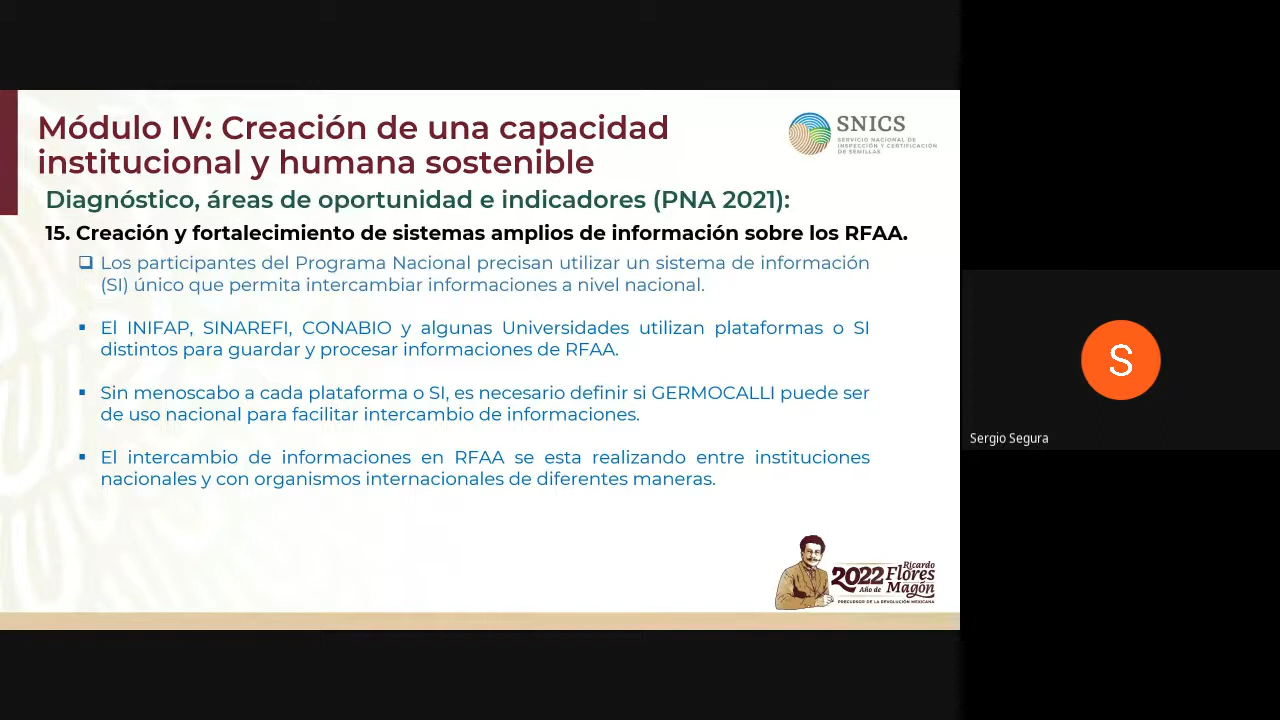 Módulo IV: Creación de una capacidad
institucional y humana sostenible
SNICS
SERVICIO NACIONAL DE
INSPECCIÓN Y CERTIFICACIÓN
DE SEMILLAS
Diagnóstico, áreas de oportunidad e indicadores (PNA 2021):
15. Creación y fortalecimiento de sistemas amplios de información sobre los RFAA.
Los participantes del Programa Nacional precisan utilizar un sistema de información
(SI) único que permita intercambiar informaciones a nivel nacional.
El INIFAP, SINAREFI, CONABIO y algunas Universidades utilizan plataformas o SI
distintos para guardar y procesar informaciones de RFAA.
Sin menoscabo a cada plataforma o SI, es necesario definir si GERMOCALLI puede ser
de uso nacional para facilitar intercambio de informaciones.
El intercambio de informaciones en RFAA se esta realizando entre instituciones
nacionales y con organismos internacionales de diferentes maneras.
2022
Año de
Ricardo
Flores
Magón
PRECURSOR DE LA REVOLUCIÓN MEXICANA
S
Sergio Segura